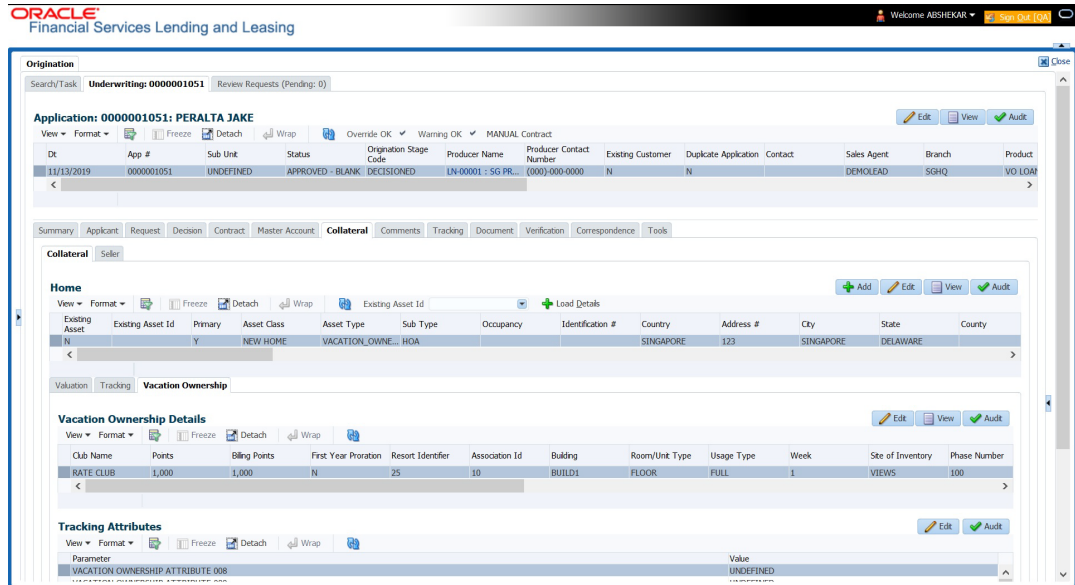 ORACLE
Financial Services Lending and Leasing
Welcome ABSHEKAR
Sign Out [QA]
Close
Origination
Search/Task Underwriting: 0000001051 Review Requests (Pending: 0)
Application: 0000001051: PERALTA JAKE Edit View Audit
View Format Freeze Detach Wrap Override OK Warning OK MANUAL Contract
Dt App # Sub Unit Status Origination Stage Code Producer Name Producer Contact Number Existing Customer Duplicate Application Contact Sales Agent Branch Product
11/13/2019 0000001051 UNDEFINED APPROVED - BLANK DECISIONED LN-00001 : SG PR... (000)-000-0000 N N DEMOLEAD SGHQ VO LOAN
Summary Applicant Request Decision Contract Master Account Collateral Comments Tracking Document Verification Correspondence Tools
Collateral Seller
Home Add Edit View Audit
View Format Freeze Detach Wrap Existing Asset Id Load Details
Existing Asset Existing Asset Id Primary Asset Class Asset Type Sub Type Occupancy Identification # Country Address # City State County
N Y NEW HOME VACATION_OWNE... HOA SINGAPORE 123 SINGAPORE DELAWARE
Valuation Tracking Vacation Ownership
Vacation Ownership Details Edit View Audit
View Format Freeze Detach Wrap
Club Name Points Billing Points First Year Proration Resort Identifier Association Id Building Room/Unit Type Usage Type Week Site of Inventory Phase Number
RATE CLUB 1,000 1,000 N 25 10 BUILD1 FLOOR FULL 1 VIEWS 100
Tracking Attributes Edit Audit
View Format Freeze Detach Wrap
Parameter Value
VACATION OWNERSHIP ATTRIBUTE 008 UNDEFINED